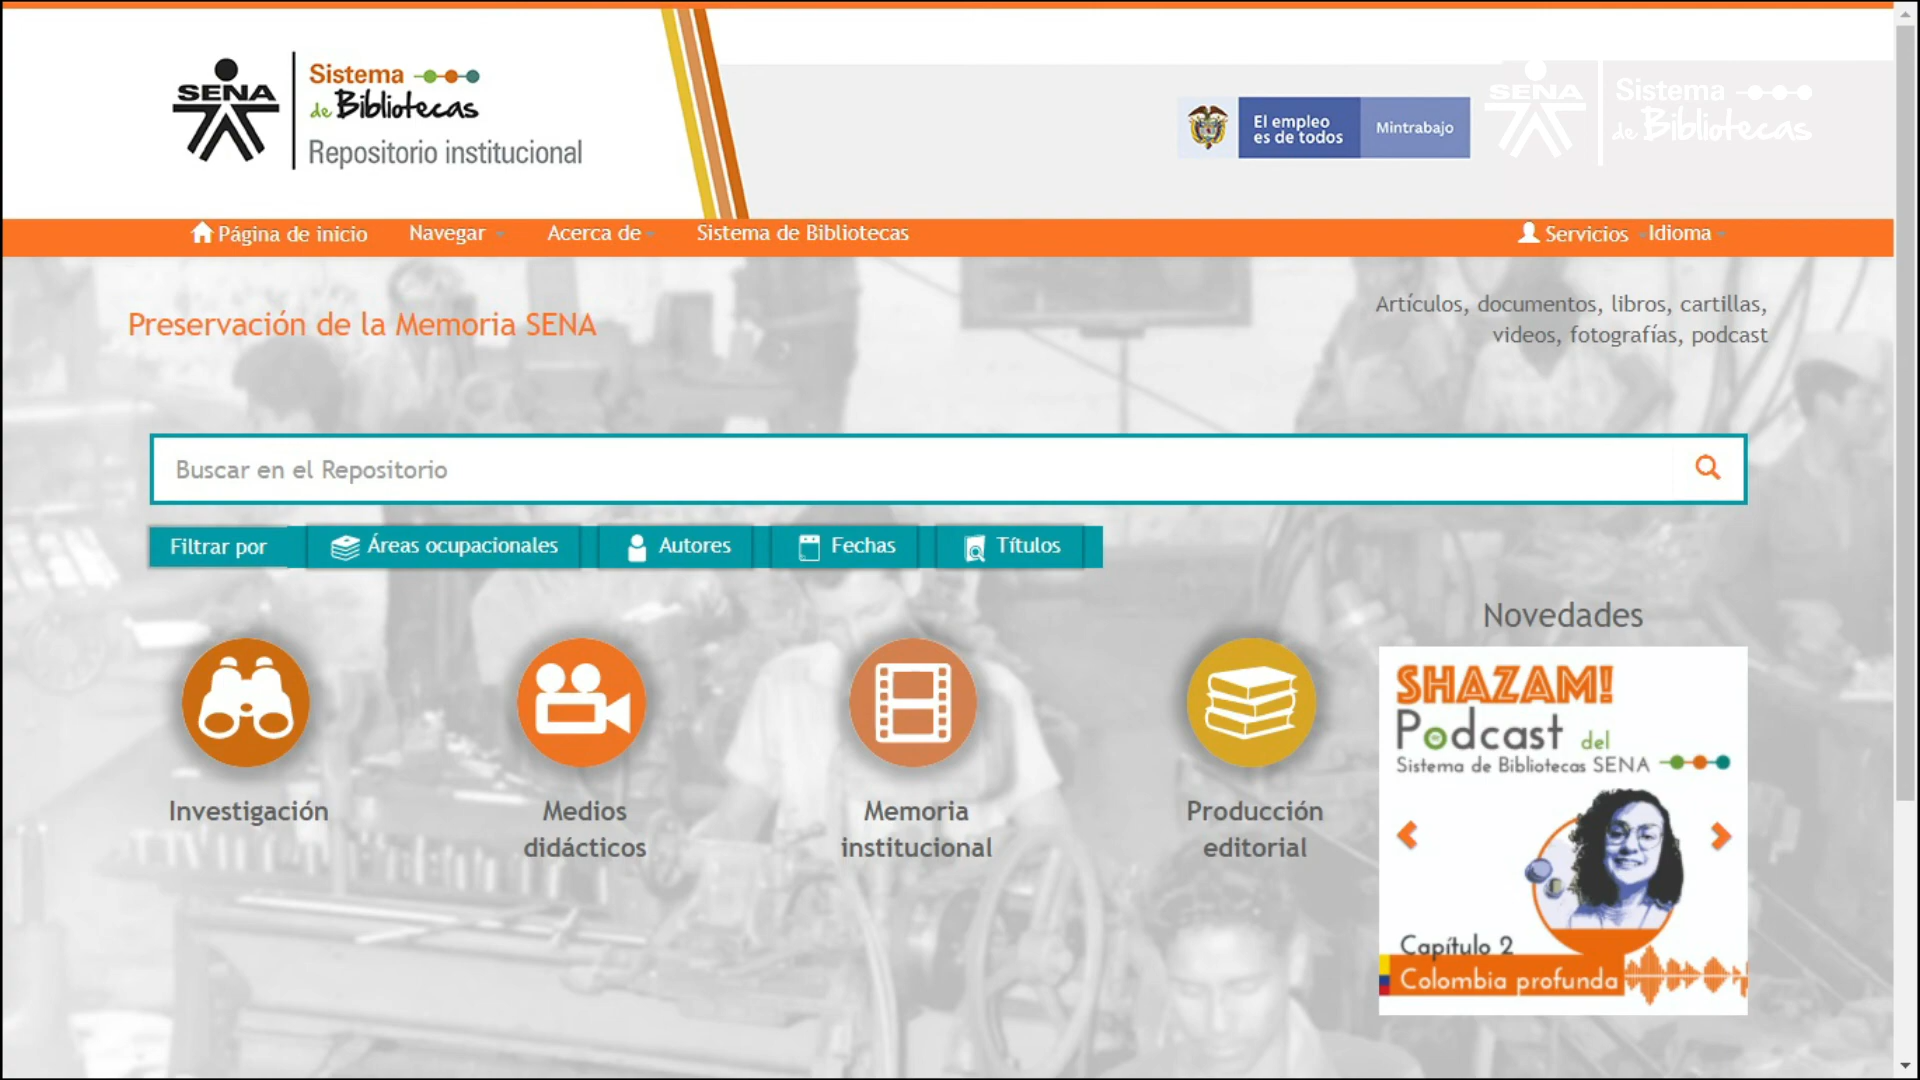 SENA
Sistema
de Bibliotecas
Repositorio institucional
El empleo
es de todos
Mintrabajo
SENA
Sistema
de Bibliotecas
Página de inicio Navegar Acerca de Sistema de Bibliotecas Servicios Idioma
Preservación de la Memoria SENA
Artículos, documentos, libros, cartillas,
videos, fotografías, podcast
Buscar en el Repositorio
Filtrar por Áreas ocupacionales Autores Fechas Títulos
Novedades
Investigación
Medios
didácticos
Memoria
institucional
Producción
editorial
SHAZAM!
Podcast del
Sistema de Bibliotecas SENA
Capítulo 2
Colombia profunda